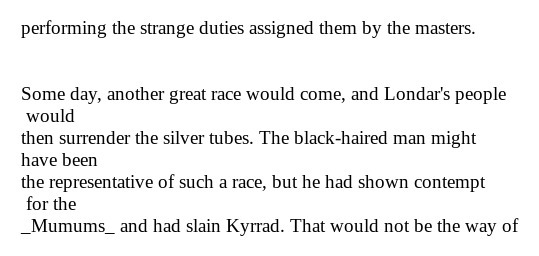 performing the strange duties assigned them by the masters.
Some day, another great race would come, and Londar's people
would
then surrender the silver tubes. The black-haired man might
have been
the representative of such a race, but he had shown contempt
for the
_Mumums_ and had slain Kyrrad. That would not be the way of